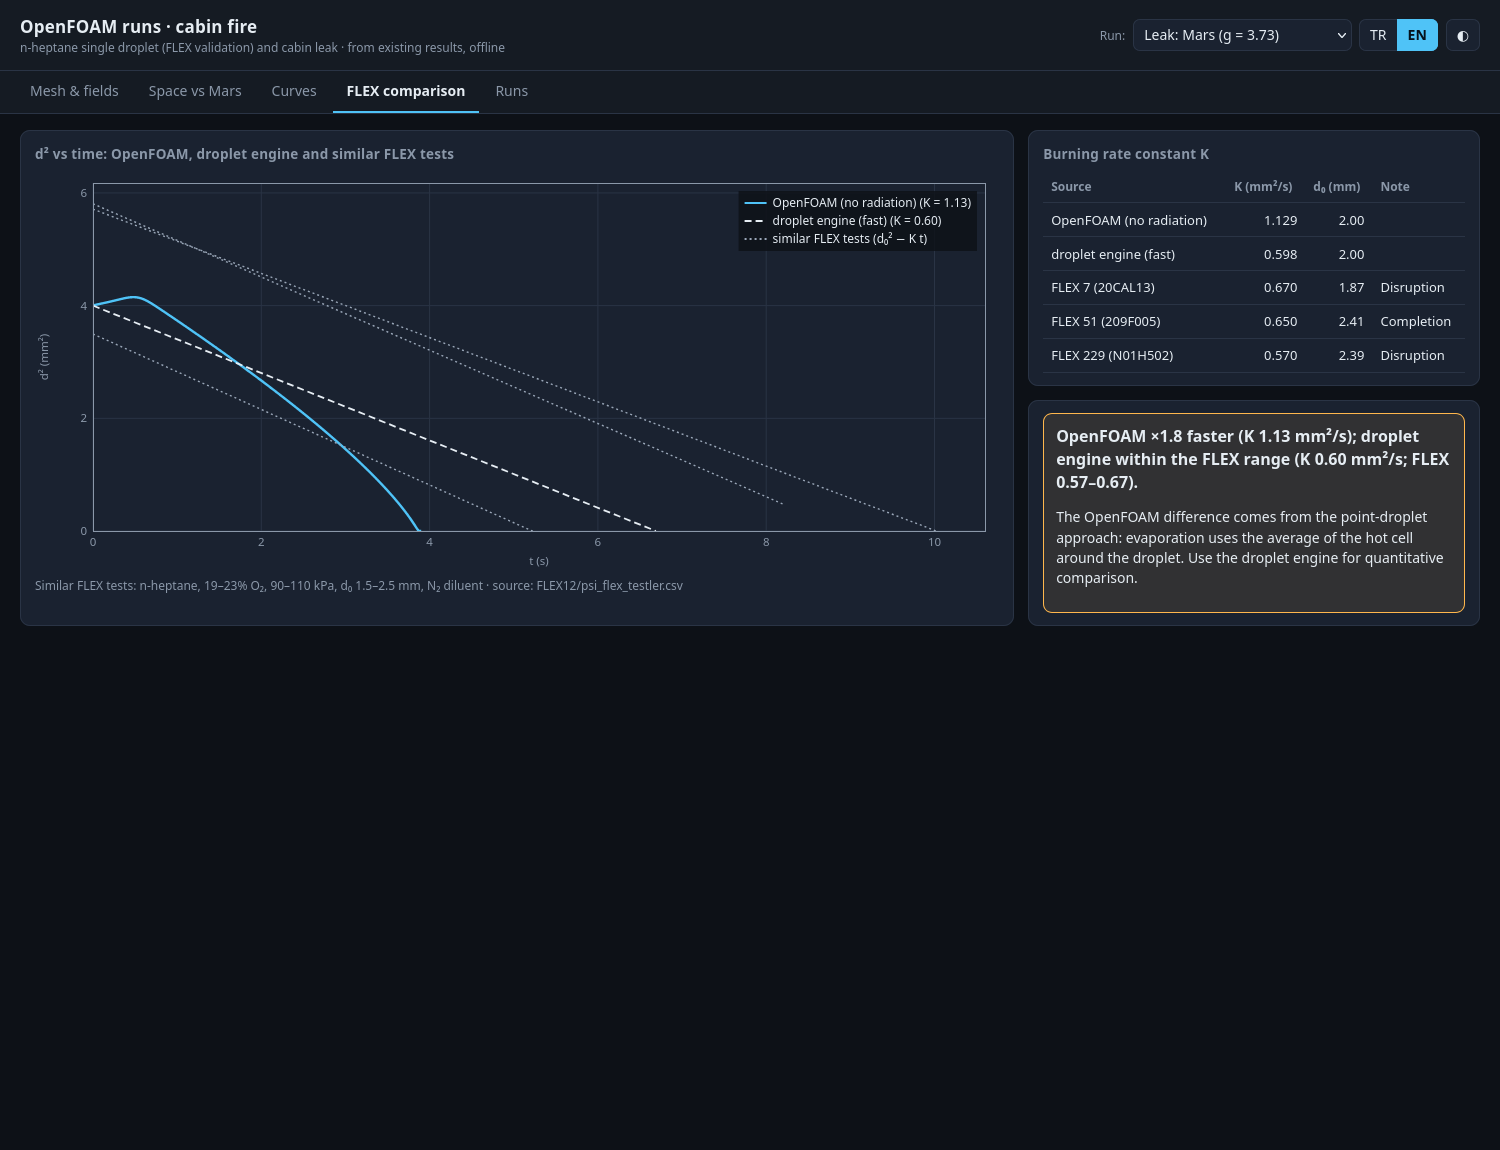 OpenFOAM runs · cabin fire
n-heptane single droplet (FLEX validation) and cabin leak · from existing results, offline
Run:
Leak: Mars (g = 3.73)
TR
EN
Mesh & fields
Space vs Mars
Curves
FLEX comparison
Runs
d² vs time: OpenFOAM, droplet engine and similar FLEX tests
OpenFOAM (no radiation) (K = 1.13)
droplet engine (fast) (K = 0.60)
similar FLEX tests (d₀² − K t)
6
4
2
0
d² (mm²)
0 2 4 6 8 10
t (s)
Similar FLEX tests: n-heptane, 19–23% O₂, 90–110 kPa, d₀ 1.5–2.5 mm, N₂ diluent · source: FLEX12/psi_flex_testler.csv
Burning rate constant K
Source K (mm²/s) d₀ (mm) Note
OpenFOAM (no radiation) 1.129 2.00
droplet engine (fast) 0.598 2.00
FLEX 7 (20CAL13) 0.670 1.87 Disruption
FLEX 51 (209F005) 0.650 2.41 Completion
FLEX 229 (N01H502) 0.570 2.39 Disruption
OpenFOAM ×1.8 faster (K 1.13 mm²/s); droplet
engine within the FLEX range (K 0.60 mm²/s; FLEX
0.57–0.67).
The OpenFOAM difference comes from the point-droplet
approach: evaporation uses the average of the hot cell
around the droplet. Use the droplet engine for quantitative
comparison.